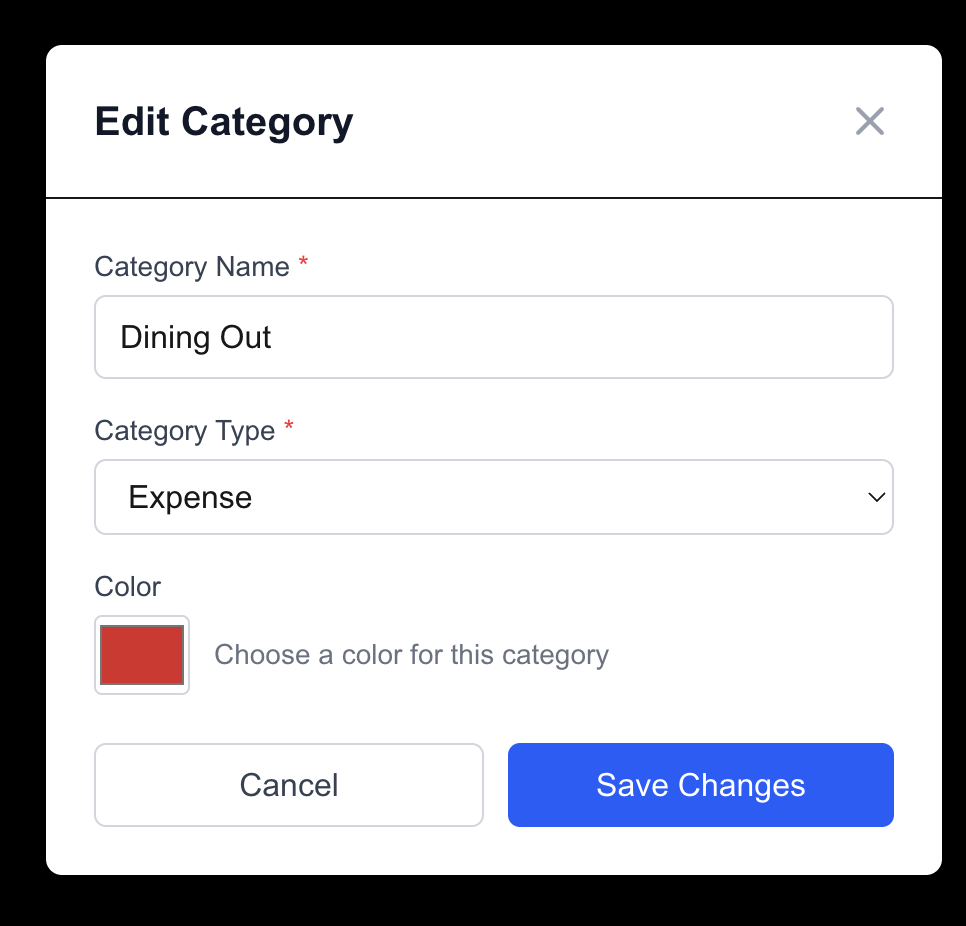 Edit Category
Category Name *
Dining Out
Category Type *
Expense
Color
Choose a color for this category
Cancel
Save Changes